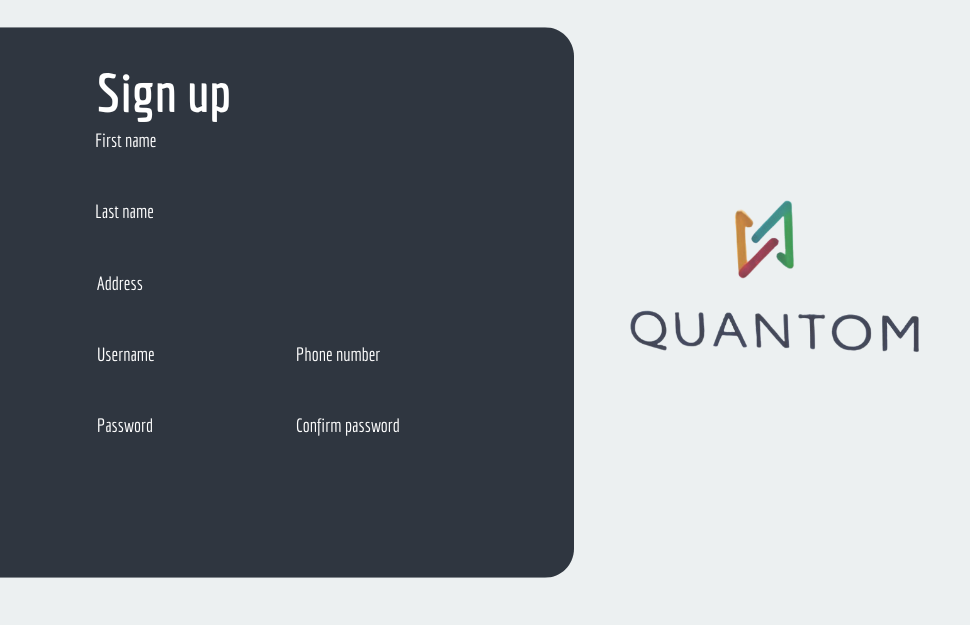 Sign up
First name
Last name
Address
Username Phone number
Password Confirm password
QUANTOM